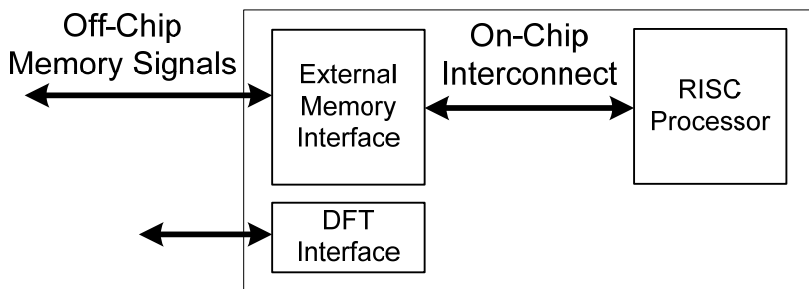 Off-Chip
Memory Signals
External
Memory
Interface
On-Chip
Interconnect
RISC
Processor
DFT
Interface